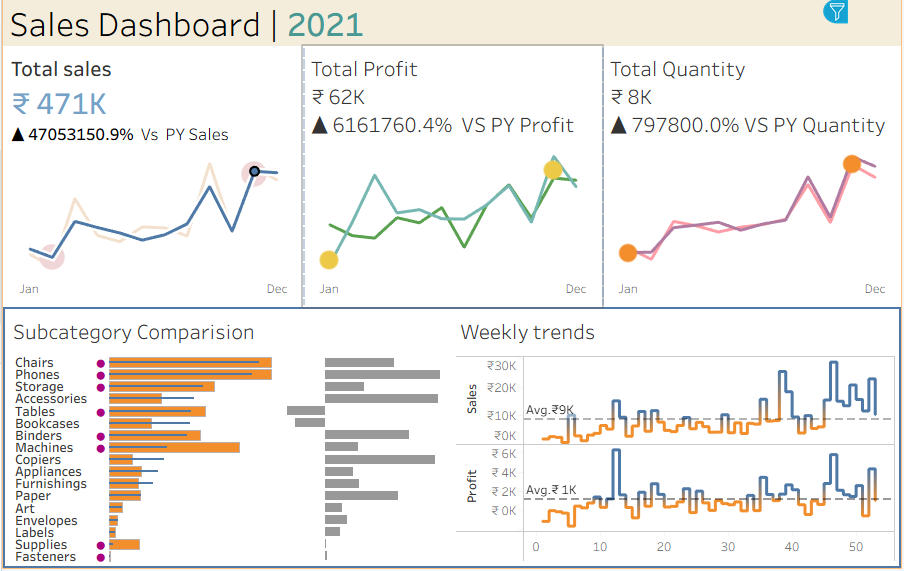 Sales Dashboard | 2021
Total sales
₹ 471K
▲ 47053150.9% Vs PY Sales
Jan Dec
Total Profit
₹ 62K
▲ 6161760.4% VS PY Profit
Jan Dec
Total Quantity
₹ 8K
▲ 797800.0% VS PY Quantity
Jan Dec
Subcategory Comparision
Chairs
Phones
Storage
Accessories
Tables
Bookcases
Binders
Machines
Copiers
Appliances
Furnishings
Paper
Art
Envelopes
Labels
Supplies
Fasteners
Weekly trends
Sales
₹30K
₹20K
₹10K
₹0K
Avg.₹9K
Profit
₹ 6K
₹ 4K
₹ 2K
₹ 0K
Avg.₹ 1K
0 10 20 30 40 50